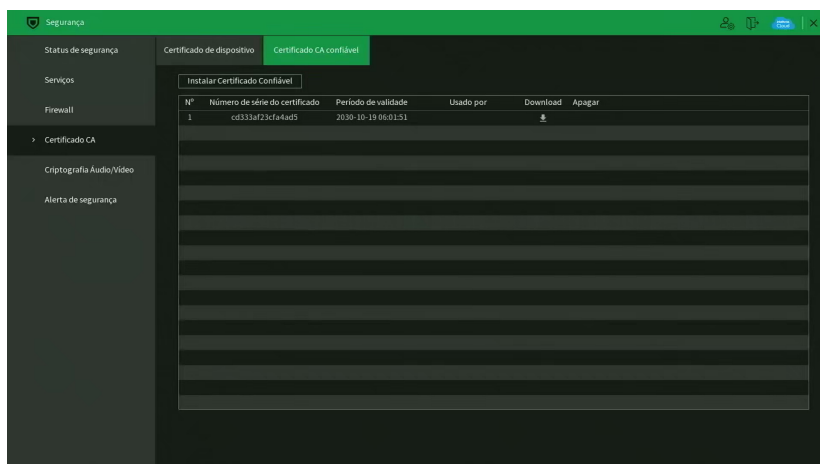 Segurança
Status de segurança
Serviços
Firewall
Certificado CA
Criptografia Áudio/Vídeo
Alerta de segurança
Certificado de dispositivo
Certificado CA confiável
Instalar Certificado Confiável
Nº Número de série do certificado Período de validade Usado por Download Apagar
1 cd333af23cfa4ad5 2030-10-19 06:01:51